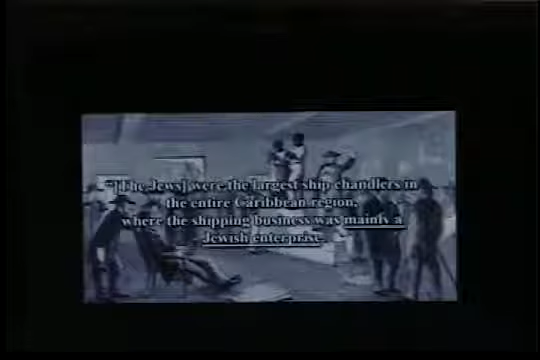 "[The Jews] were the largest ship chandlers in
the entire Caribbean region,
where the shipping business was mainly a
Jewish enterprise.